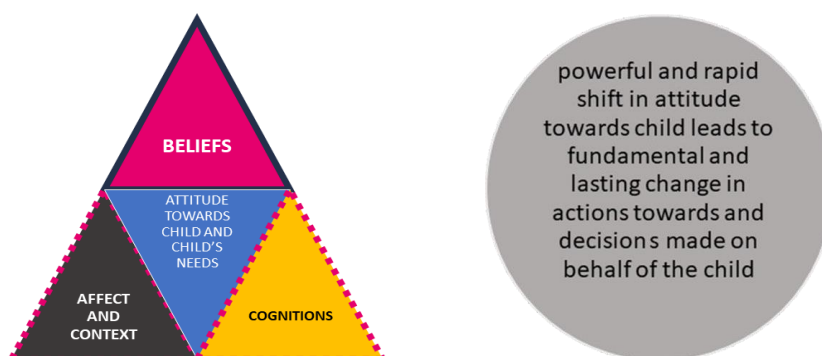 BELIEFS
ATTITUDE
TOWARDS
CHILD AND
CHILD'S
NEEDS
AFFECT
AND
CONTEXT
COGNITIONS
powerful and rapid
shift in attitude
towards child leads to
fundamental and
lasting change in
actions towards and
decisions made on
behalf of the child